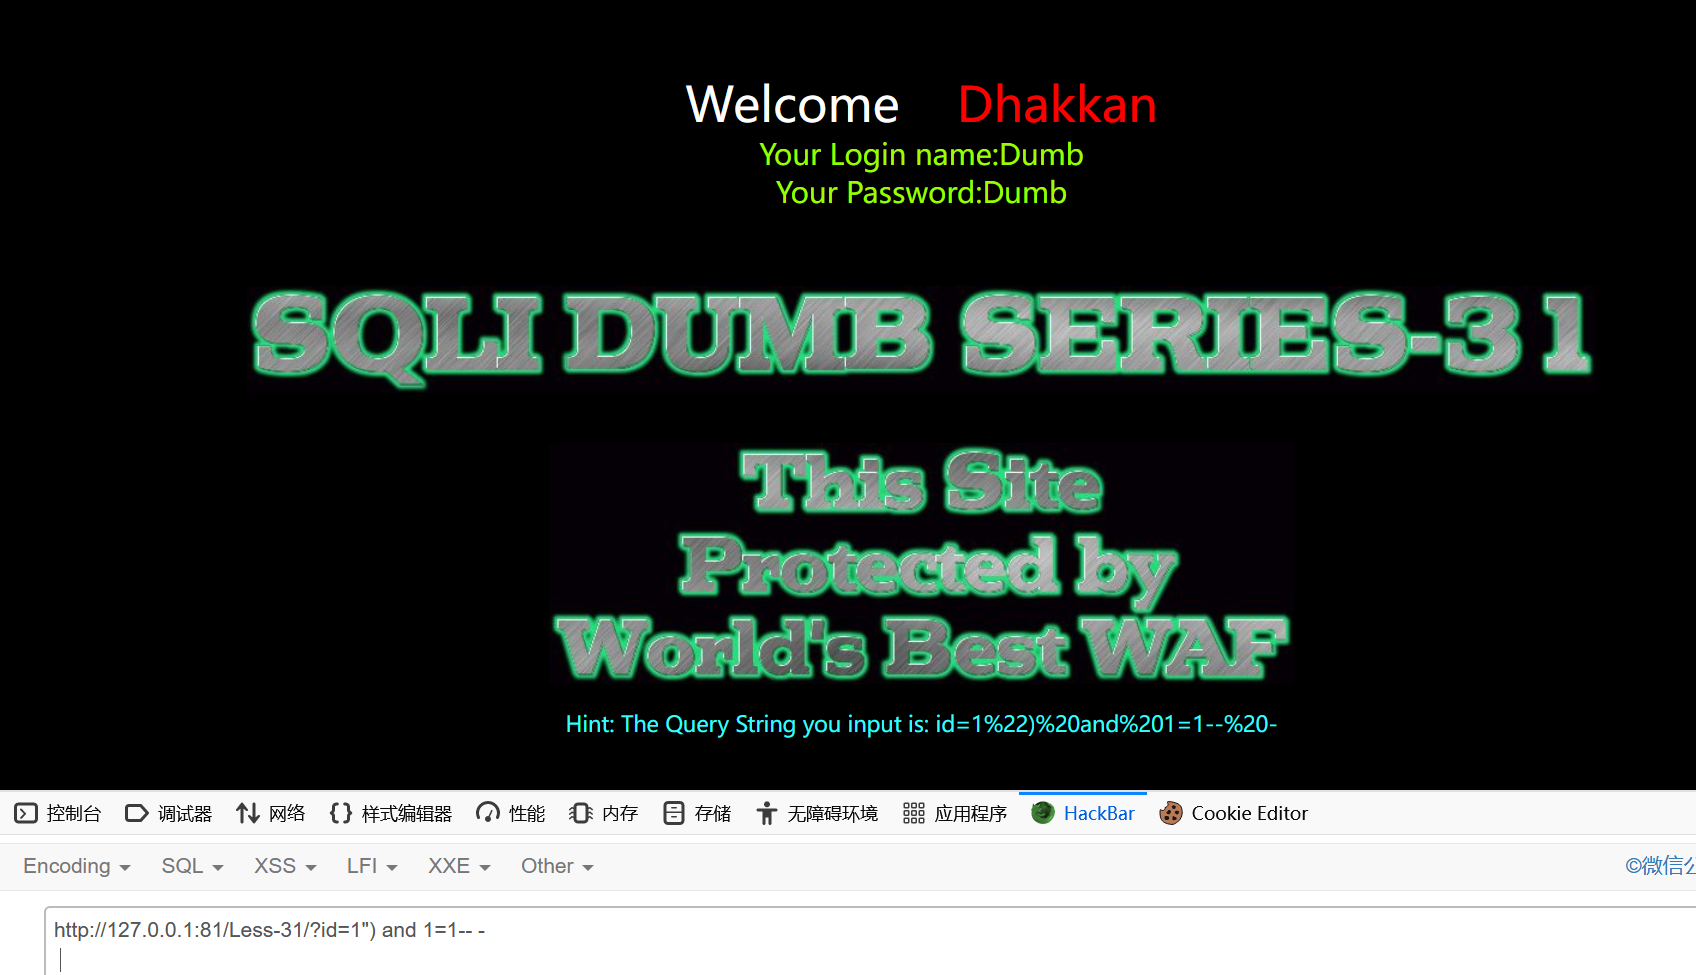 Welcome Dhakkan
Your Login name:Dumb
Your Password:Dumb
SQLI DUMB SERIES-31
This Site
Protected by
World's Best WAF
Hint: The Query String you input is: id=1%22)%20and%201=1--%20-
控制台 调试器 网络 样式编辑器 性能 内存 存储 无障碍环境 应用程序 HackBar Cookie Editor
Encoding SQL XSS LFI XXE Other ©微信公
http://127.0.0.1:81/Less-31/?id=1") and 1=1-- -